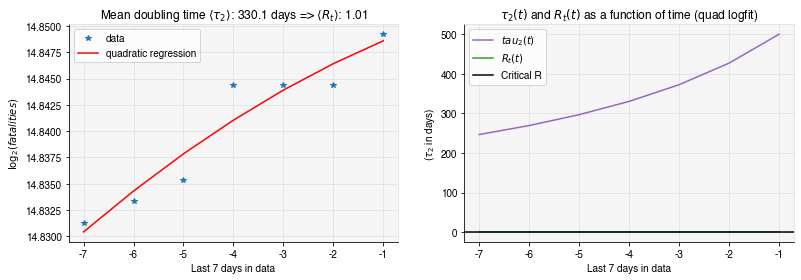 Mean doubling time ⟨τ₂⟩: 330.1 days => ⟨Rₜ⟩: 1.01
log₂(fatalities)
14.8500
14.8475
14.8450
14.8425
14.8400
14.8375
14.8350
14.8325
14.8300
data
quadratic regression
-7 -6 -5 -4 -3 -2 -1
Last 7 days in data
τ₂(t) and Rₜ(t) as a function of time (quad logfit)
(τ₂ in days)
500
400
300
200
100
0
tau₂(t)
Rₜ(t)
Critical R
-7 -6 -5 -4 -3 -2 -1
Last 7 days in data